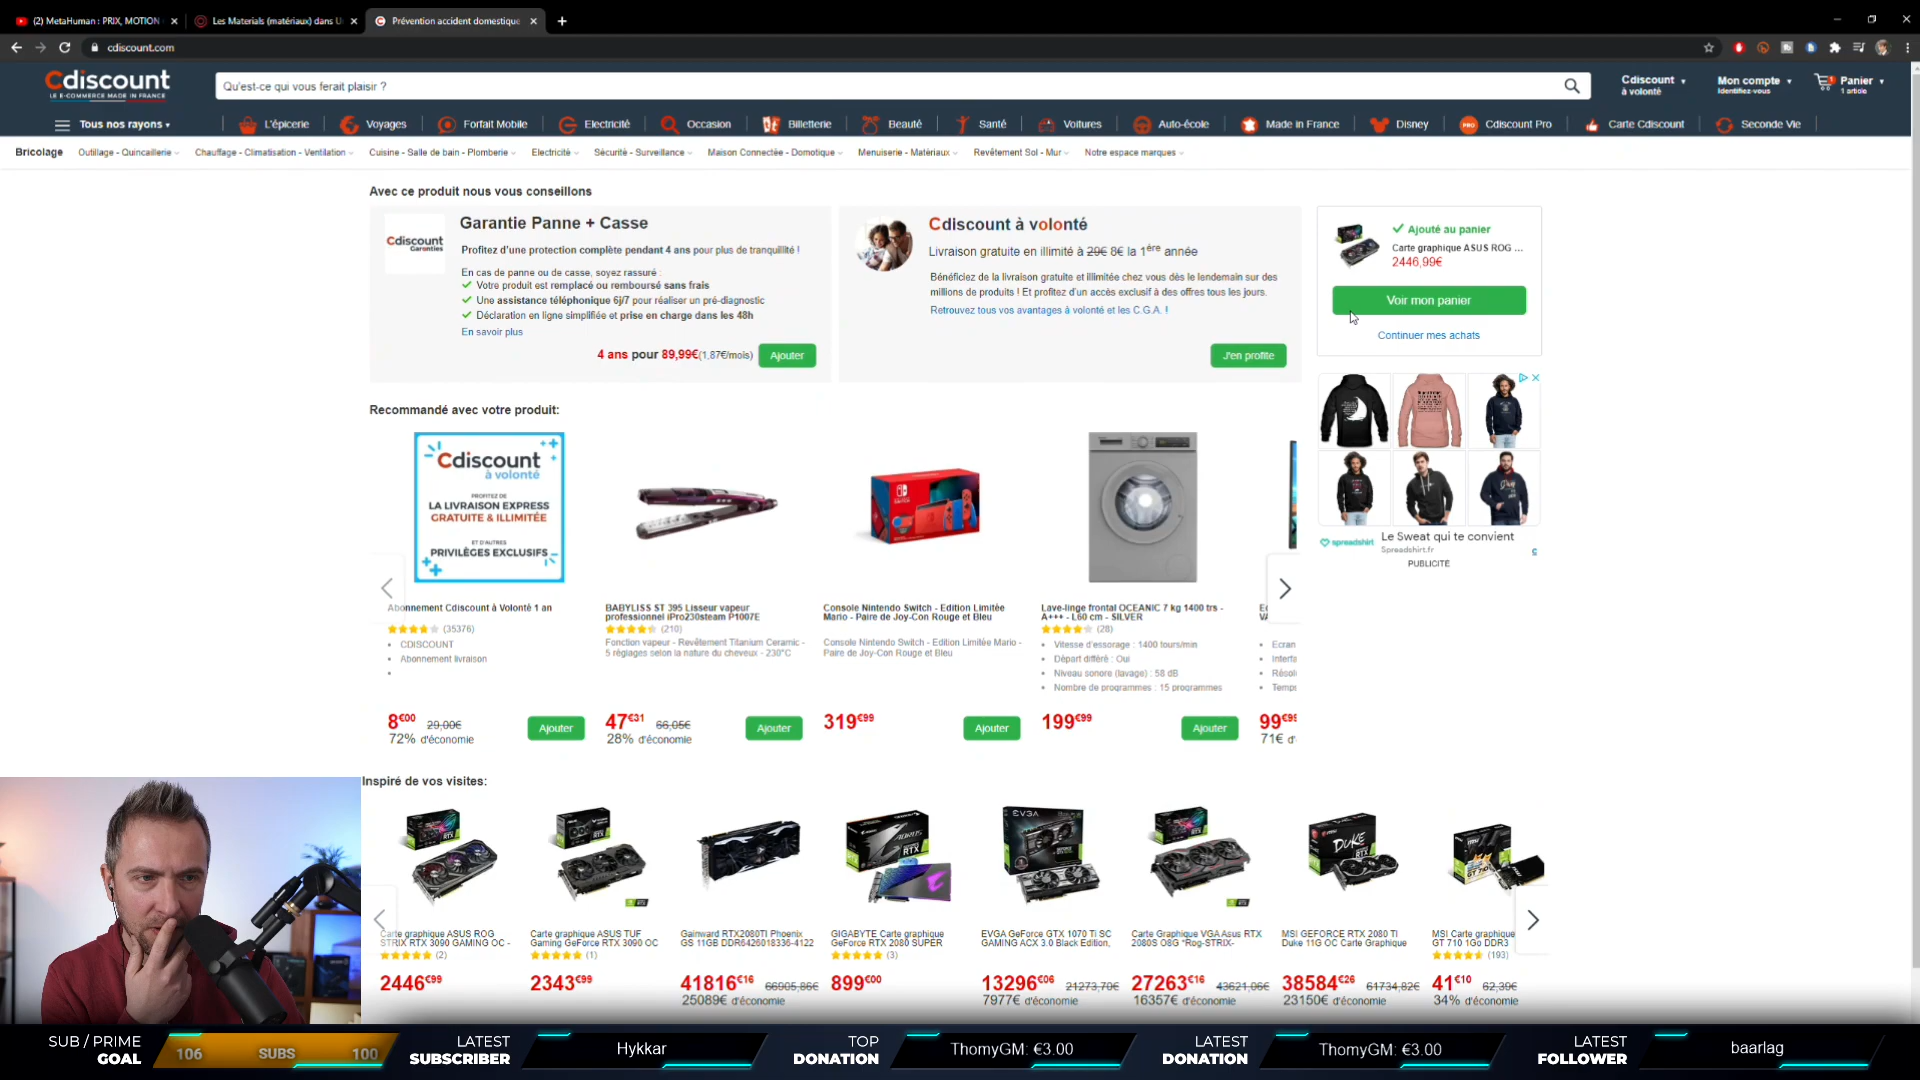 (2) MetaHuman : PRIX, MOTION
Les Materials (matériaux) dans U
Prévention accident domestique
cdiscount.com
Cdiscount
LE E-COMMERCE MADE IN FRANCE
Qu'est-ce qui vous ferait plaisir ?
Cdiscount
à volonté
Mon compte
Identifiez-vous
Panier
1 article
Tous nos rayons
L'épicerie
Voyages
Forfait Mobile
Electricité
Occasion
Billetterie
Beauté
Santé
Voitures
Auto-école
Made in France
Disney
Cdiscount Pro
Carte Cdiscount
Seconde Vie
Bricolage
Outillage - Quincaillerie
Chauffage - Climatisation - Ventilation
Cuisine - Salle de bain - Plomberie
Electricité
Sécurité - Surveillance
Maison Connectée - Domotique
Menuiserie - Matériaux
Revêtement Sol - Mur
Notre espace marques
Avec ce produit nous vous conseillons
Cdiscount
Garanties
Garantie Panne + Casse
Profitez d'une protection complète pendant 4 ans pour plus de tranquillité !
En cas de panne ou de casse, soyez rassuré :
Votre produit est remplacé ou remboursé sans frais
Une assistance téléphonique 6j/7 pour réaliser un pré-diagnostic
Déclaration en ligne simplifiée et prise en charge dans les 48h
En savoir plus
4 ans pour 89,99€(1,87€/mois)
Ajouter
Cdiscount à volonté
Livraison gratuite en illimité à 29€ 8€ la 1ère année
Bénéficiez de la livraison gratuite et illimitée chez vous dès le lendemain sur des
millions de produits ! Et profitez d'un accès exclusif à des offres tous les jours.
Retrouvez tous vos avantages à volonté et les C.G.A. !
J'en profite
Ajouté au panier
Carte graphique ASUS ROG ...
2446,99€
Voir mon panier
Continuer mes achats
spreadshirt
Le Sweat qui te convient
Spreadshirt.fr
PUBLICITÉ
Recommandé avec votre produit:
Cdiscount
à volonté
PROFITEZ DE
LA LIVRAISON EXPRESS
GRATUITE & ILLIMITÉE
ET D'AUTRES
PRIVILÈGES EXCLUSIFS
Abonnement Cdiscount à Volonté 1 an
(35376)
CDISCOUNT
Abonnement livraison
8€00 29,00€
72% d'économie
Ajouter
BABYLISS ST 395 Lisseur vapeur
professionnel iPro230steam P1007E
(210)
Fonction vapeur - Revêtement Titanium Ceramic -
5 réglages selon la nature du cheveux - 230°C
47€31 66,05€
28% d'économie
Ajouter
Console Nintendo Switch - Edition Limitée
Mario - Paire de Joy-Con Rouge et Bleu
Console Nintendo Switch - Edition Limitée Mario -
Paire de Joy-Con Rouge et Bleu
319€99
Ajouter
Lave-linge frontal OCEANIC 7 kg 1400 trs -
A+++ - L60 cm - SILVER
(28)
Vitesse d'essorage : 1400 tours/min
Départ différé : Oui
Niveau sonore (lavage) : 58 dB
Nombre de programmes : 15 programmes
199€99
Ajouter
Ecran
Résol
Temps
99€99
71€ d'
Inspiré de vos visites:
Carte graphique ASUS ROG
STRIX RTX 3090 GAMING OC -
(2)
2446€99
Carte graphique ASUS TUF
Gaming GeForce RTX 3090 OC
(1)
2343€99
Gainward RTX2080TI Phoenix
GS 11GB DDR6426018336-4122
41816€16 66905,86€
25089€ d'économie
GIGABYTE Carte graphique
GeForce RTX 2080 SUPER
(3)
899€00
EVGA
EVGA GeForce GTX 1070 Ti SC
GAMING ACX 3.0 Black Edition,
13296€06 21273,70€
7977€ d'économie
Carte Graphique VGA Asus RTX
2080S O8G "Rog-STRIX-
27263€16 43621,06€
16357€ d'économie
DUKE
MSI GEFORCE RTX 2080 TI
Duke 11G OC Carte Graphique
38584€26 61734,82€
23150€ d'économie
MSI Carte graphique
GT 710 1Go DDR3
(193)
41€10 62,39€
34% d'économie
SUB / PRIME
GOAL
106 SUBS 100
LATEST
SUBSCRIBER
Hykkar
TOP
DONATION
ThomyGM: €3.00
LATEST
DONATION
ThomyGM: €3.00
LATEST
FOLLOWER
baarlag